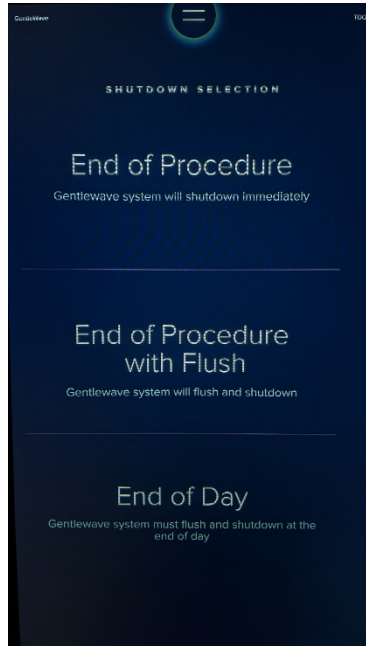 GentleWave
TDO
SHUTDOWN SELECTION
End of Procedure
Gentlewave system will shutdown immediately
End of Procedure
with Flush
Gentlewave system will flush and shutdown
End of Day
Gentlewave system must flush and shutdown at the
end of day